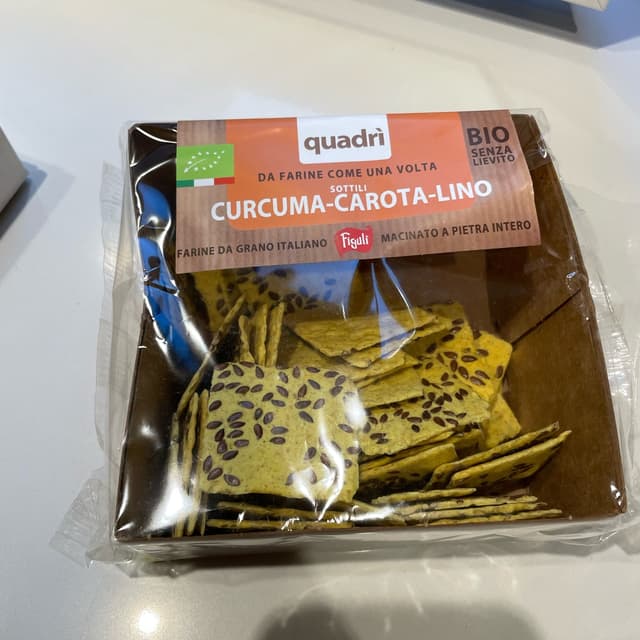 quadrì
BIO
SENZA
LIEVITO
DA FARINE COME UNA VOLTA
SOTTILI
CURCUMA-CAROTA-LINO
FARINE DA GRANO ITALIANO Figuli MACINATO A PIETRA INTERO